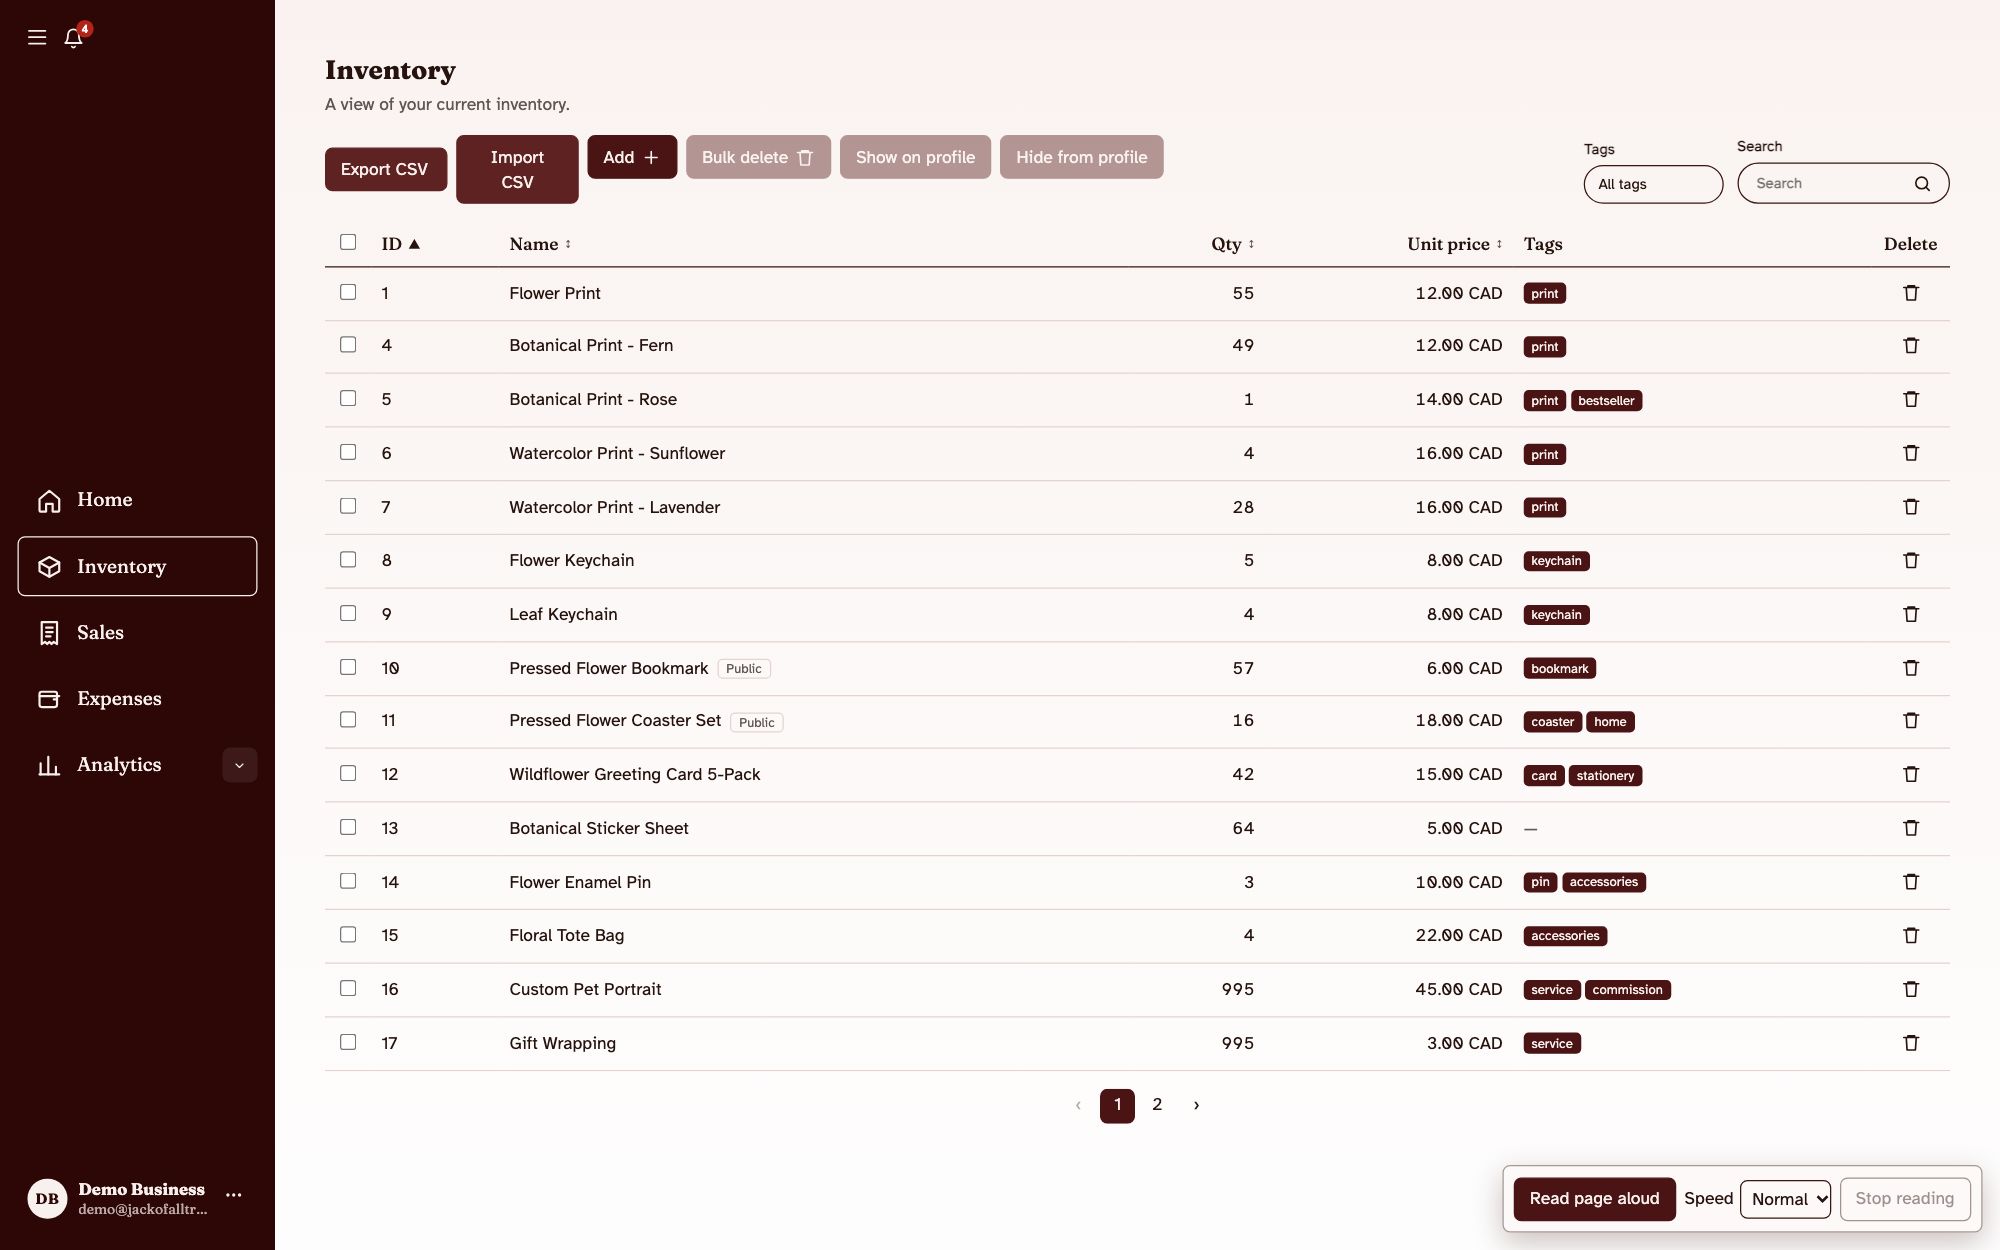 4
Home
Inventory
Sales
Expenses
Analytics
DB
Demo Business
demo@jackofalltr...
Inventory
A view of your current inventory.
Export CSV
Import
CSV
Add +
Bulk delete
Show on profile
Hide from profile
Tags
All tags
Search
Search
ID ▲ Name ↕ Qty ↕ Unit price ↕ Tags Delete
1 Flower Print 55 12.00 CAD print
4 Botanical Print - Fern 49 12.00 CAD print
5 Botanical Print - Rose 1 14.00 CAD print bestseller
6 Watercolor Print - Sunflower 4 16.00 CAD print
7 Watercolor Print - Lavender 28 16.00 CAD print
8 Flower Keychain 5 8.00 CAD keychain
9 Leaf Keychain 4 8.00 CAD keychain
10 Pressed Flower Bookmark Public 57 6.00 CAD bookmark
11 Pressed Flower Coaster Set Public 16 18.00 CAD coaster home
12 Wildflower Greeting Card 5-Pack 42 15.00 CAD card stationery
13 Botanical Sticker Sheet 64 5.00 CAD —
14 Flower Enamel Pin 3 10.00 CAD pin accessories
15 Floral Tote Bag 4 22.00 CAD accessories
16 Custom Pet Portrait 995 45.00 CAD service commission
17 Gift Wrapping 995 3.00 CAD service
‹ 1 2 ›
Read page aloud Speed Normal Stop reading